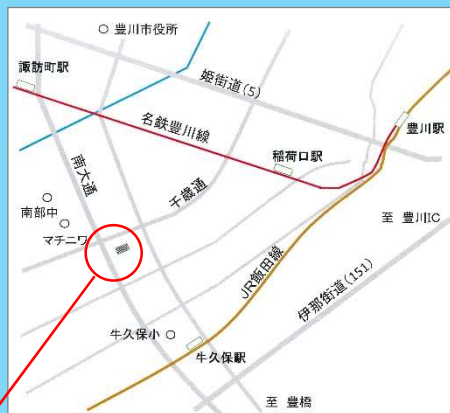 豊川市役所
諏訪町駅
姫街道(5)
名鉄豊川線
豊川駅
稲荷口駅
南大通
千歳通
南部中
マチニワ
至 豊川IC
JR飯田線
伊那街道(151)
牛久保小
牛久保駅
至 豊橋